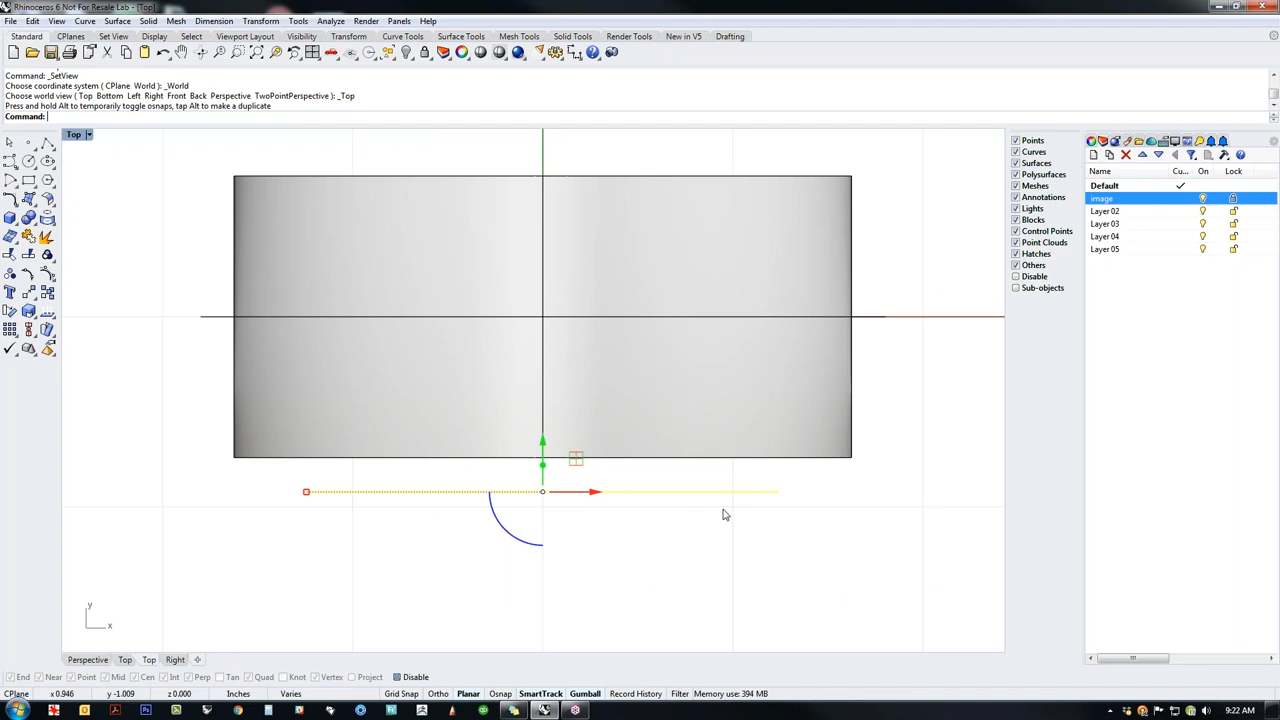 Rhinoceros 6 Not For Resale Lab - [Top]
File Edit View Curve Surface Solid Mesh Dimension Transform Tools Analyze Render Panels Help
Standard CPlanes Set View Display Select Viewport Layout Visibility Transform Curve Tools Surface Tools Mesh Tools Solid Tools Render Tools New in V5 Drafting
Command: _SetView
Choose coordinate system ( CPlane World ): _World
Choose world view ( Top Bottom Left Right Front Back Perspective TwoPointPerspective ): _Top
Press and hold Alt to temporarily toggle osnaps, tap Alt to make a duplicate
Command:
Top
Points
Curves
Surfaces
Polysurfaces
Meshes
Annotations
Lights
Blocks
Control Points
Point Clouds
Hatches
Others
Disable
Sub-objects
Name Cu... On Lock
Default
image
Layer 02
Layer 03
Layer 04
Layer 05
y
x
Perspective Top Top Right
End Near Point Mid Cen Int Perp Tan Quad Knot Vertex Project Disable
CPlane x 0.946 y -1.009 z 0.000 Inches Varies Grid Snap Ortho Planar Osnap SmartTrack Gumball Record History Filter Memory use: 394 MB
9:22 AM